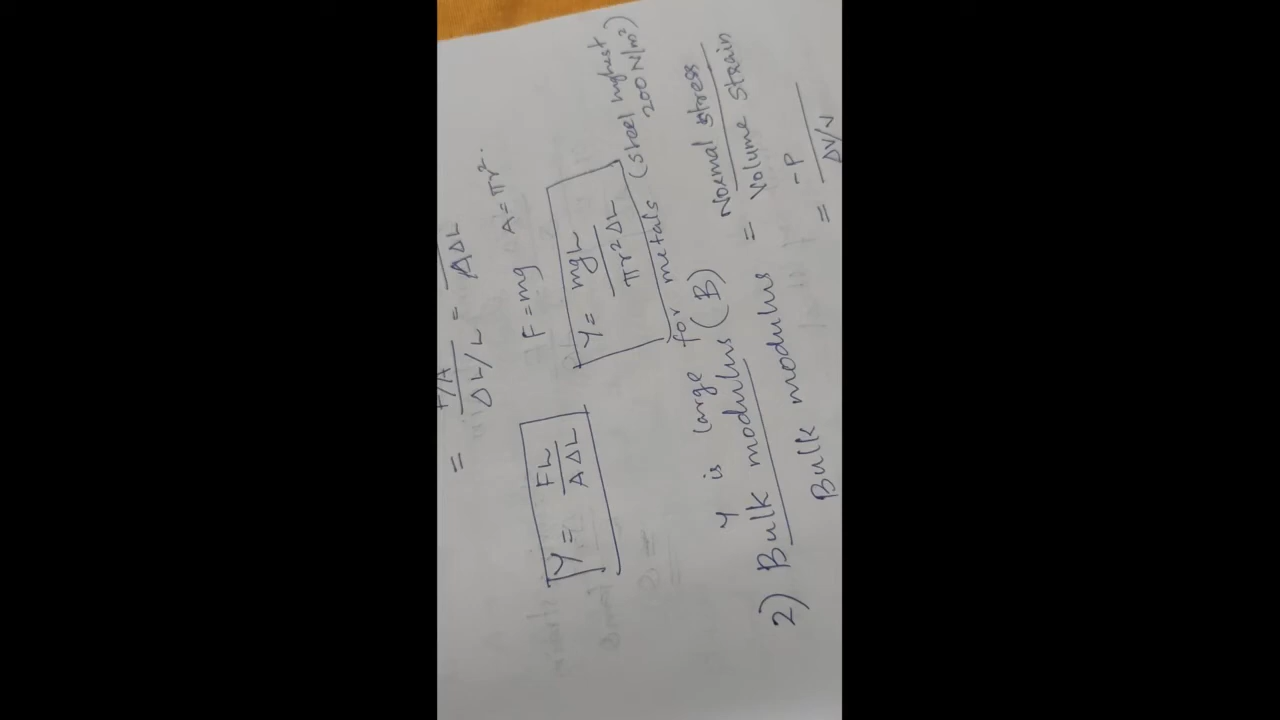 = F/A / ΔL/L = / AΔL
F = mg A = πr².
Y = FL / AΔL Y = mgL / πr²ΔL
Y is large for metals (Steel highest 200 N/m²)
2) Bulk modulus (B)
Bulk modulus = Normal stress / Volume Strain
= -P / ΔV/V